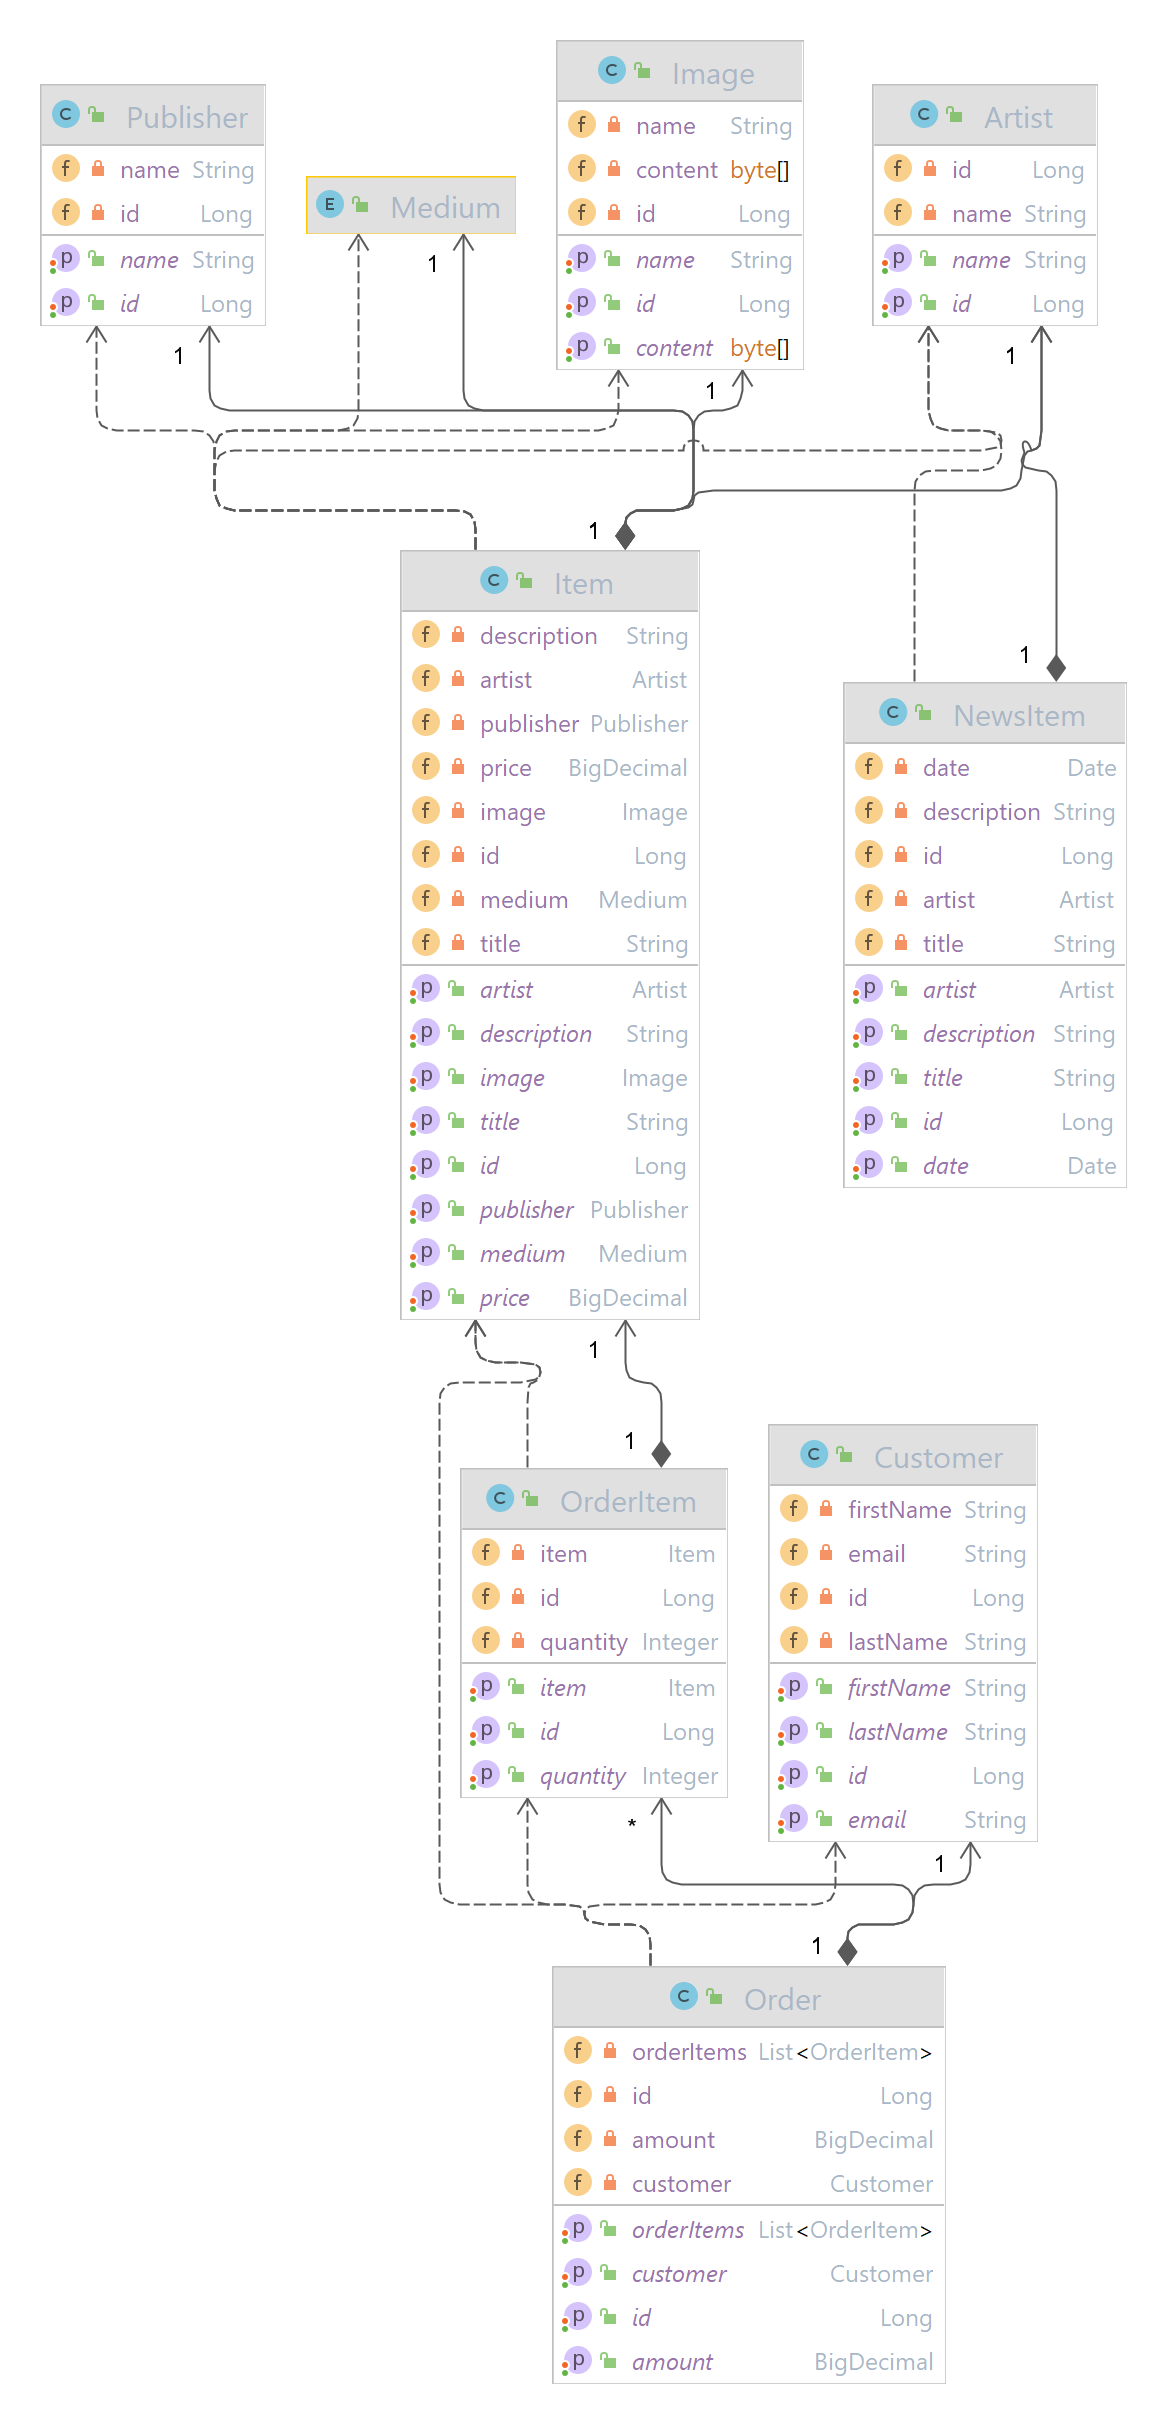 Publisher
name String
id Long
name String
id Long
1
Medium
1
Image
name String
content byte[]
id Long
name String
id Long
content byte[]
1
Artist
id Long
name String
name String
id Long
1
1
Item
description String
artist Artist
publisher Publisher
price BigDecimal
image Image
id Long
medium Medium
title String
artist Artist
description String
image Image
title String
id Long
publisher Publisher
medium Medium
price BigDecimal
1
1
NewsItem
date Date
description String
id Long
artist Artist
title String
artist Artist
description String
title String
id Long
date Date
1
OrderItem
item Item
id Long
quantity Integer
item Item
id Long
quantity Integer
*
Customer
firstName String
email String
id Long
lastName String
firstName String
lastName String
id Long
email String
1
1
Order
orderItems List<OrderItem>
id Long
amount BigDecimal
customer Customer
orderItems List<OrderItem>
customer Customer
id Long
amount BigDecimal